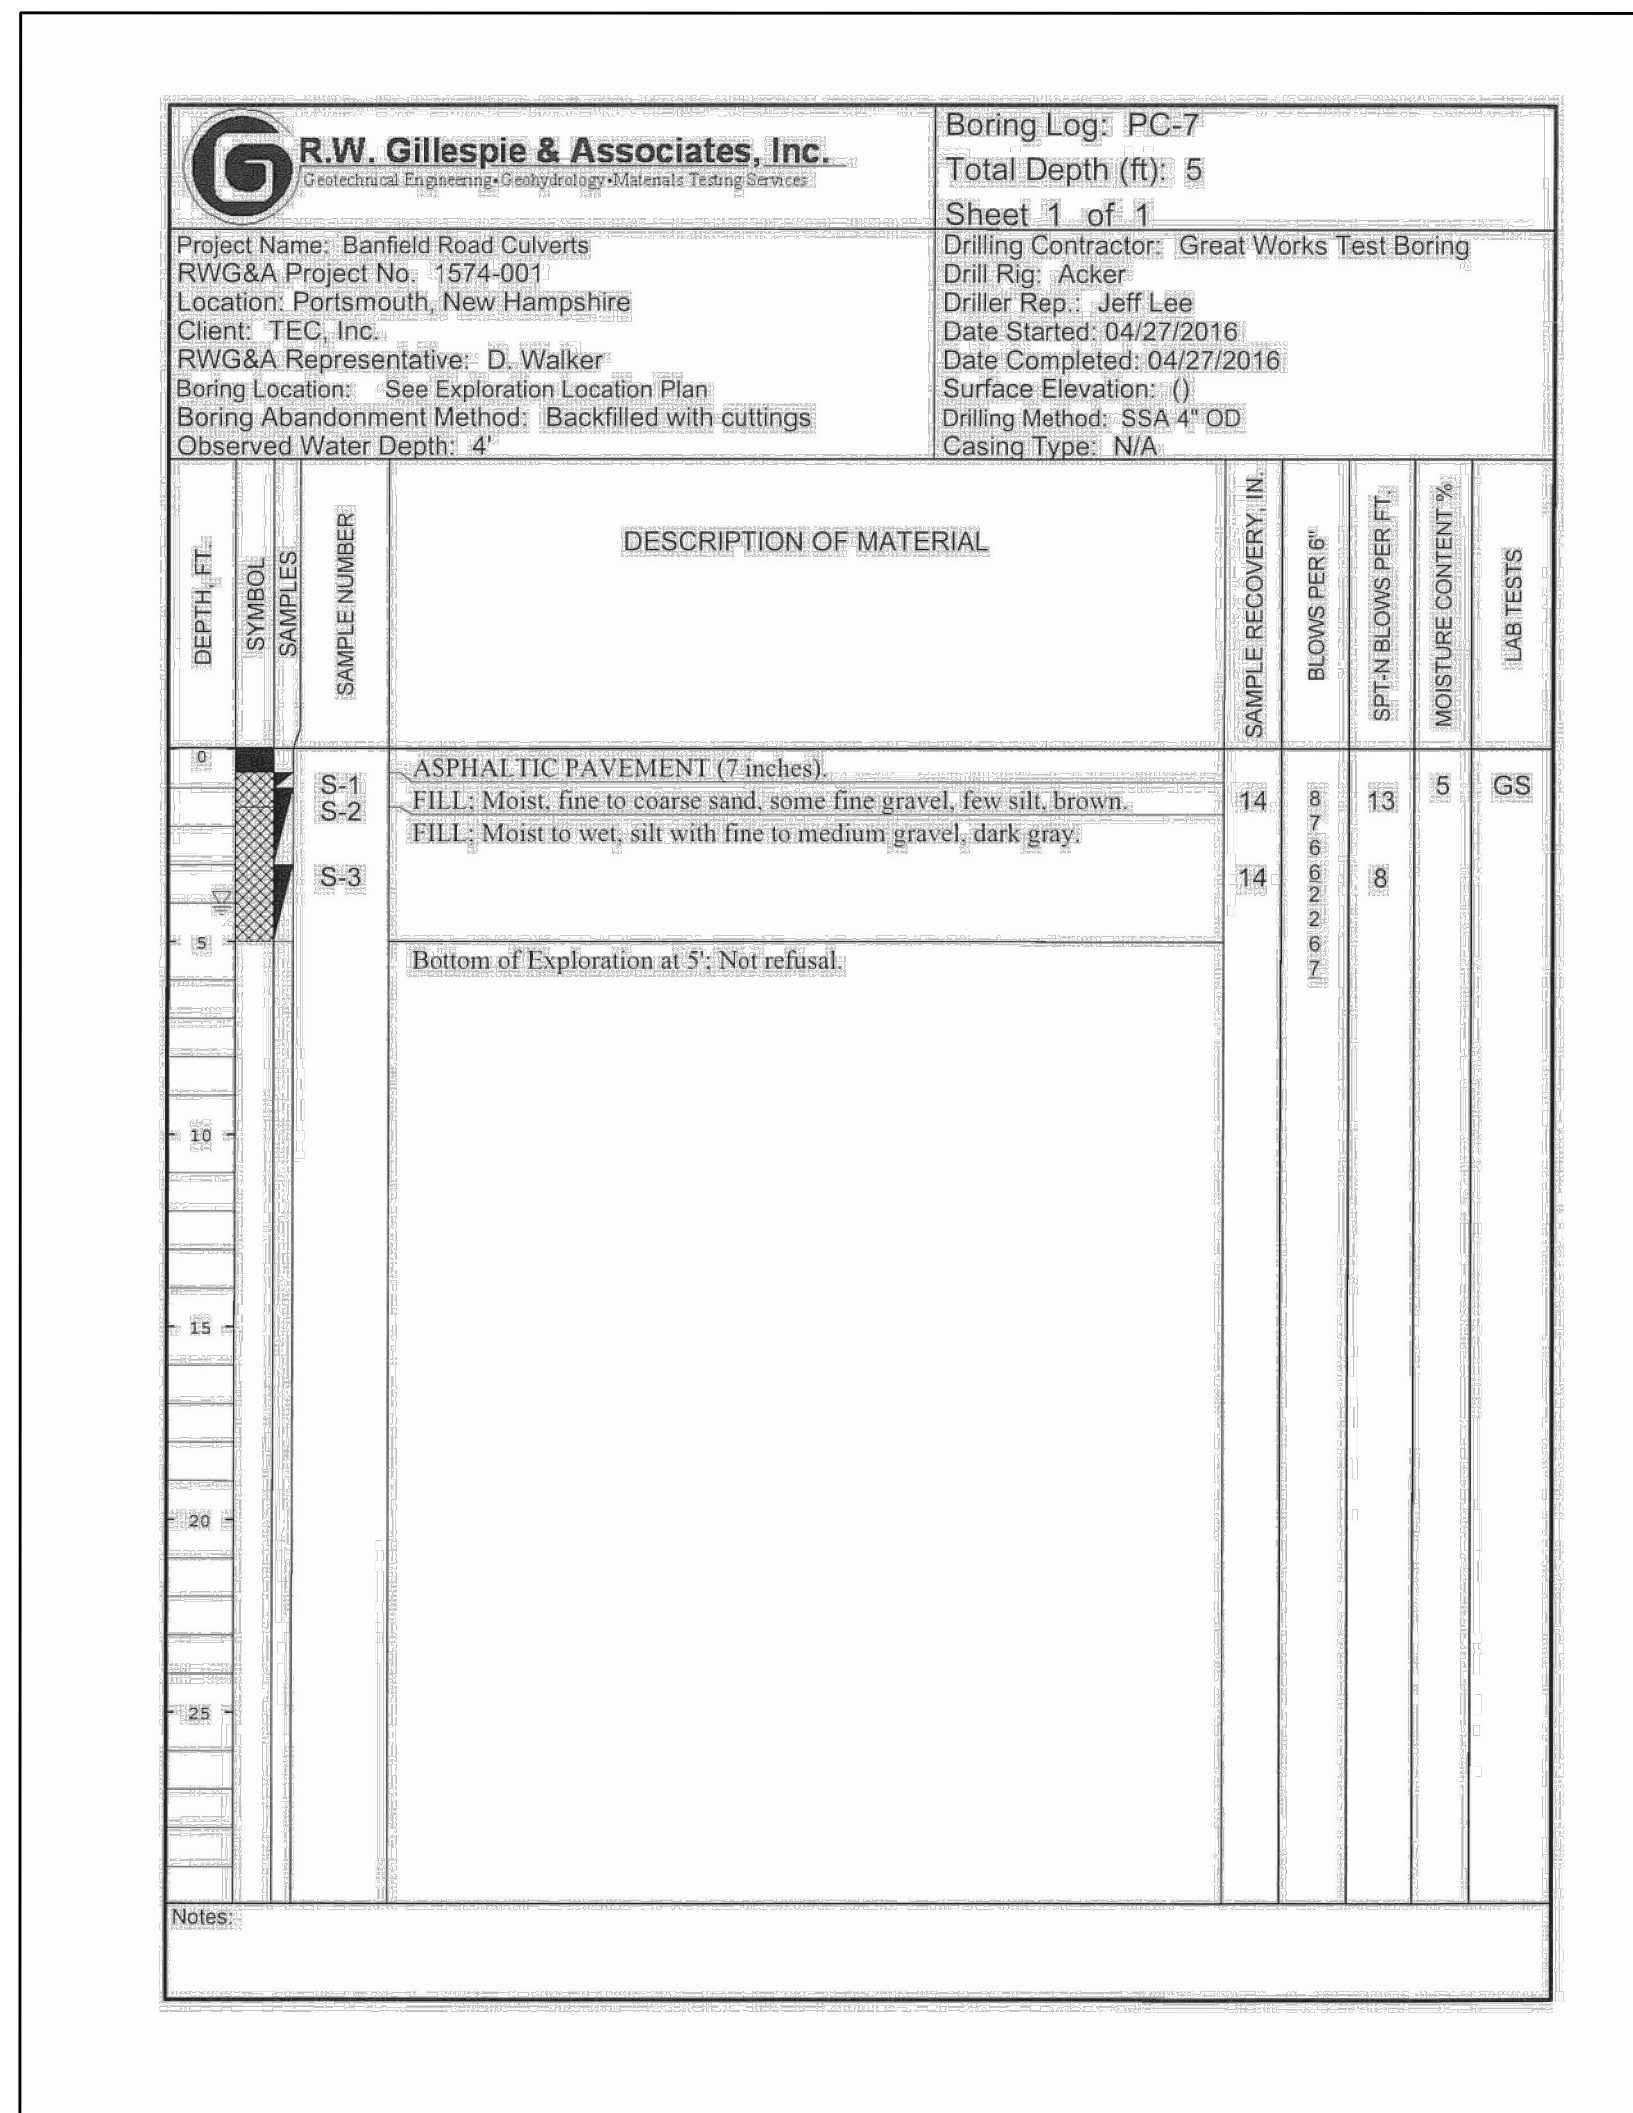 R.W. Gillespie & Associates, Inc.
Geotechnical Engineering•Geohydrology•Materials Testing Services
Boring Log: PC-7
Total Depth (ft): 5
Sheet 1 of 1
Project Name: Banfield Road Culverts
RWG&A Project No. 1574-001
Location: Portsmouth, New Hampshire
Client: TEC, Inc.
RWG&A Representative: D. Walker
Boring Location: See Exploration Location Plan
Boring Abandonment Method: Backfilled with cuttings
Observed Water Depth: 4'
Drilling Contractor: Great Works Test Boring
Drill Rig: Acker
Driller Rep.: Jeff Lee
Date Started: 04/27/2016
Date Completed: 04/27/2016
Surface Elevation: ()
Drilling Method: SSA 4" OD
Casing Type: N/A
DEPTH, FT.
SYMBOL
SAMPLES
SAMPLE NUMBER
DESCRIPTION OF MATERIAL
SAMPLE RECOVERY, IN.
BLOWS PER 6"
SPT-N BLOWS PER FT.
MOISTURE CONTENT %
LAB TESTS
0
5
10
15
20
25
S-1
S-2
S-3
ASPHALTIC PAVEMENT (7 inches).
FILL; Moist, fine to coarse sand, some fine gravel, few silt, brown.
FILL; Moist to wet, silt with fine to medium gravel, dark gray.
Bottom of Exploration at 5'; Not refusal.
14
14
8
7
6
6
2
2
6
7
13
8
5
GS
Notes: